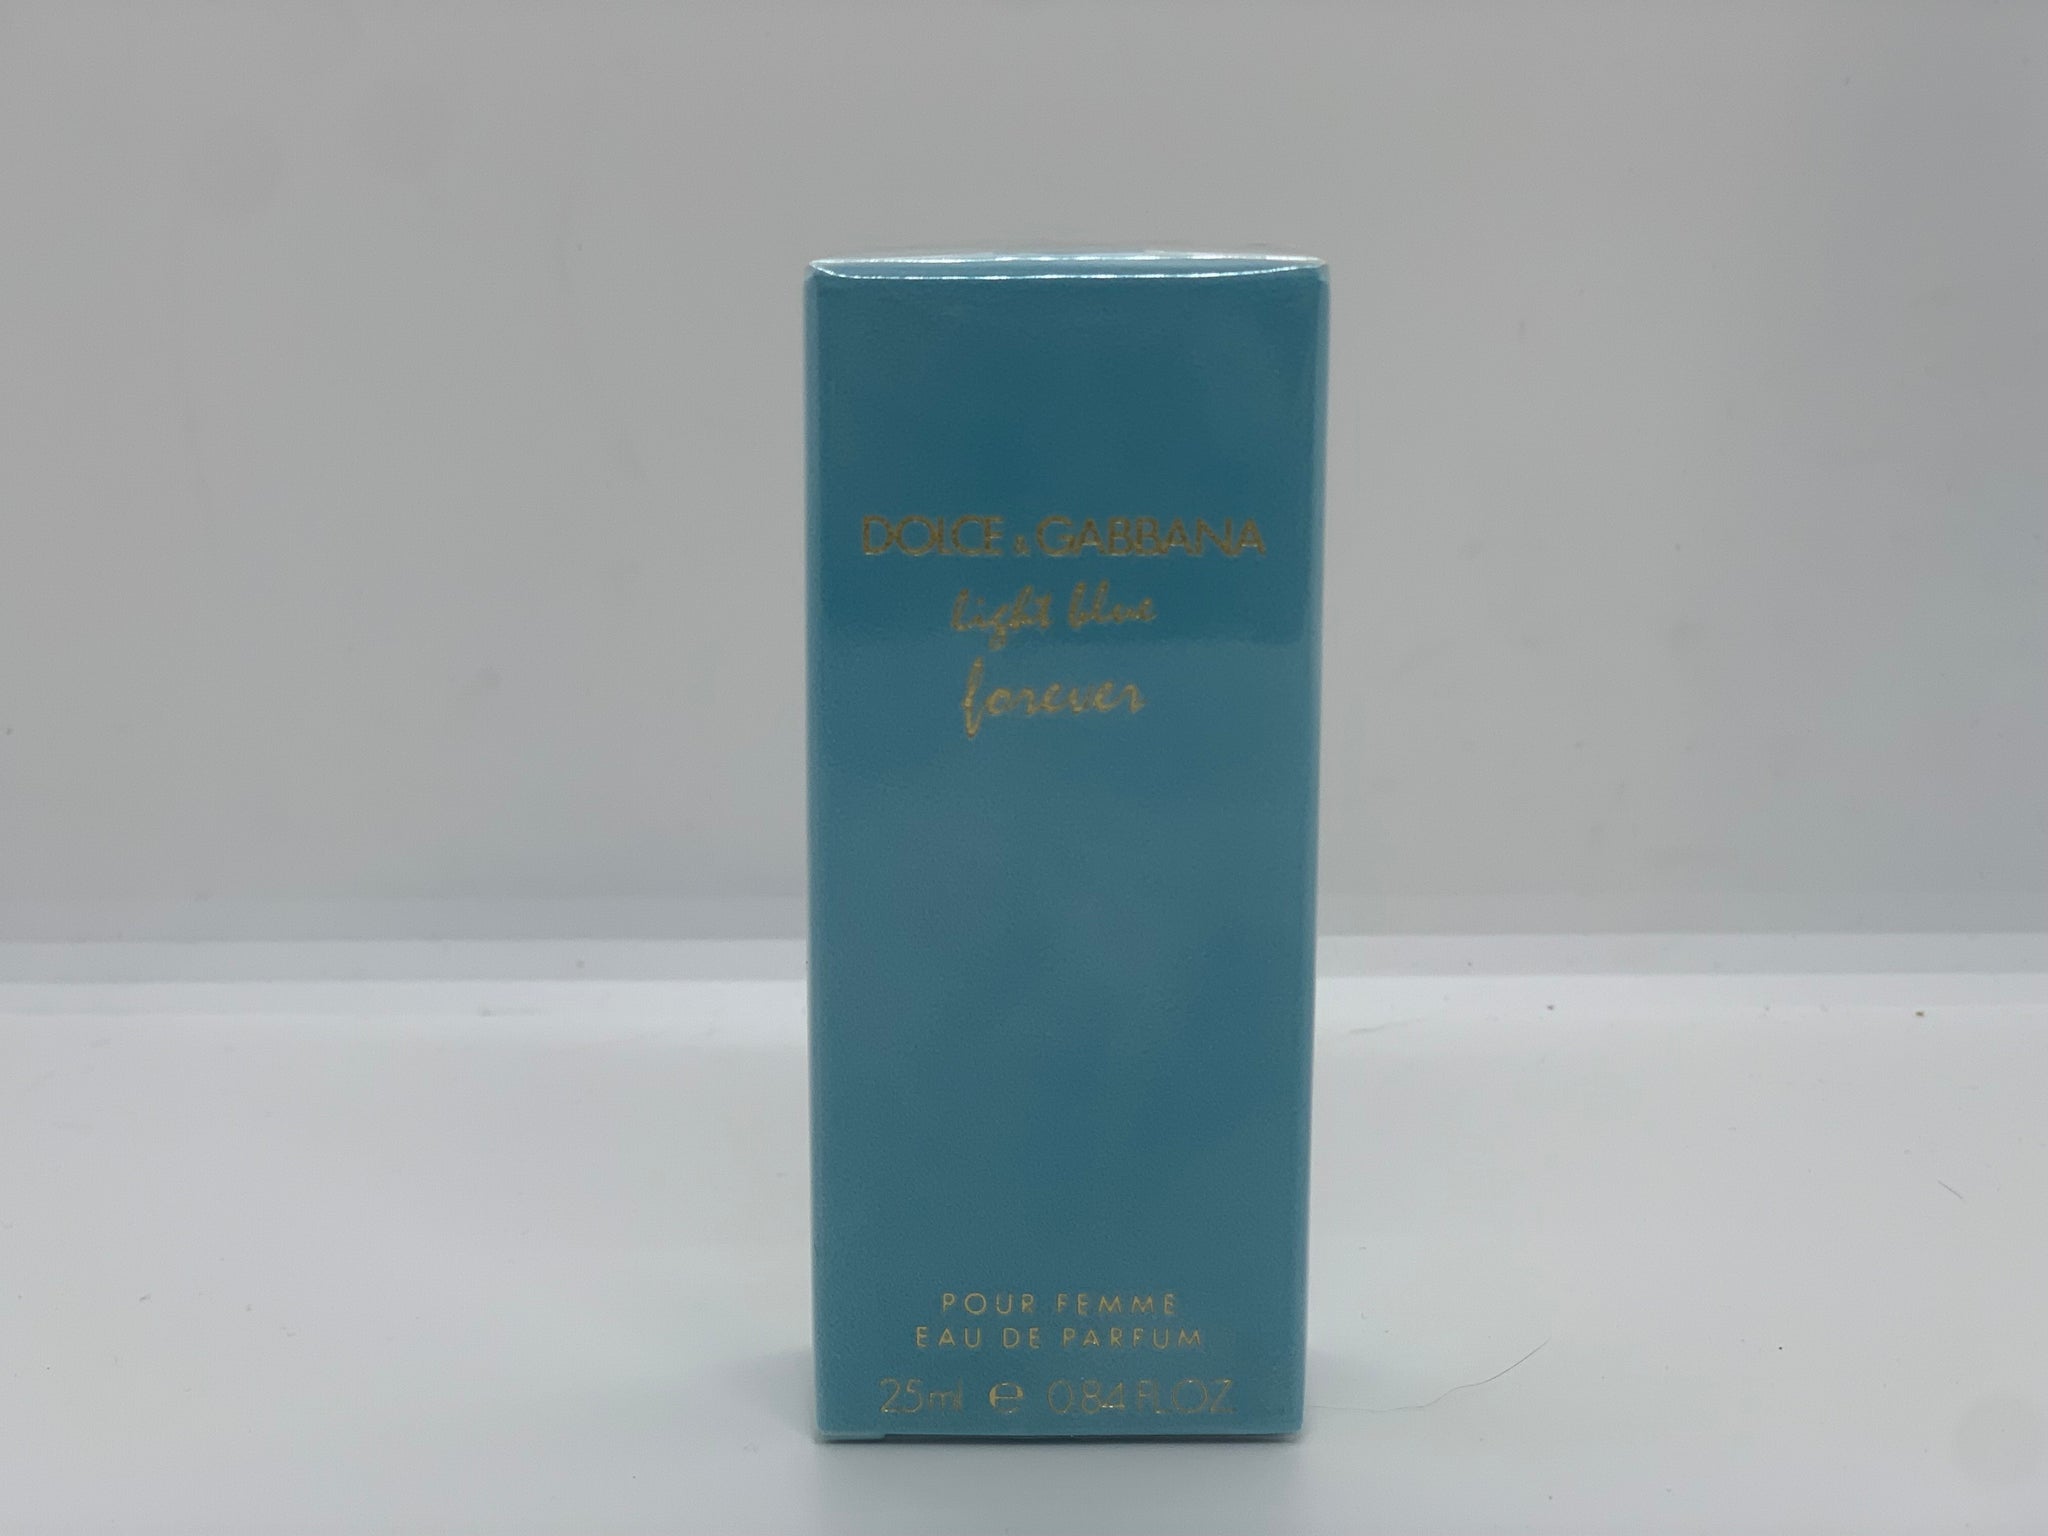 DOLCE & GABBANA
light blue
forever
POUR FEMME
EAU DE PARFUM
25ml ℮ 0.84 FL.OZ.